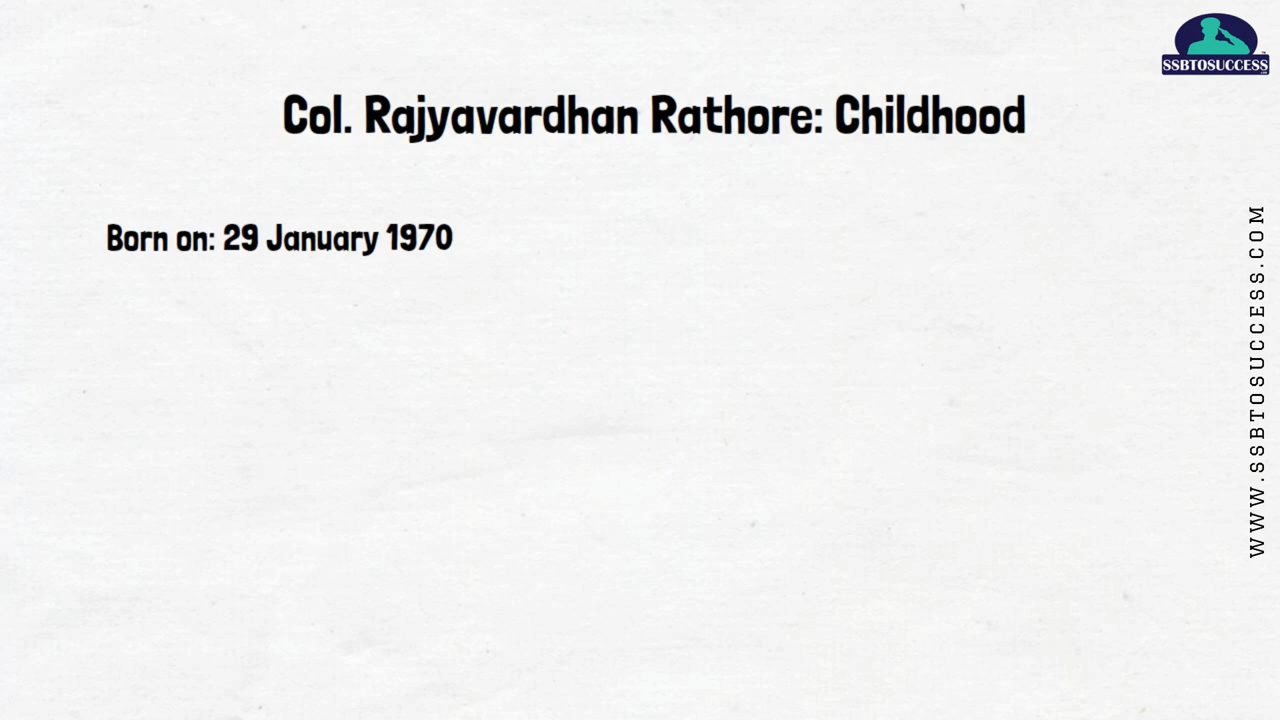 SSBTOSUCCESS
Col. Rajyavardhan Rathore: Childhood
Born on: 29 January 1970
WWW.SSBTOSUCCESS.COM